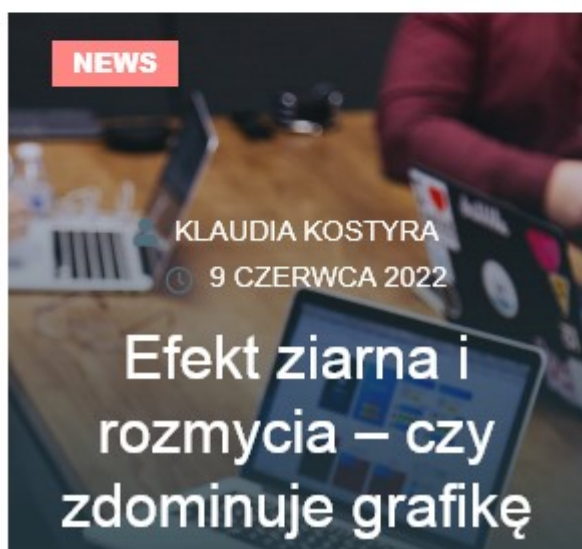 NEWS
KLAUDIA KOSTYRA
9 CZERWCA 2022
Efekt ziarna i
rozmycia – czy
zdominuje grafikę